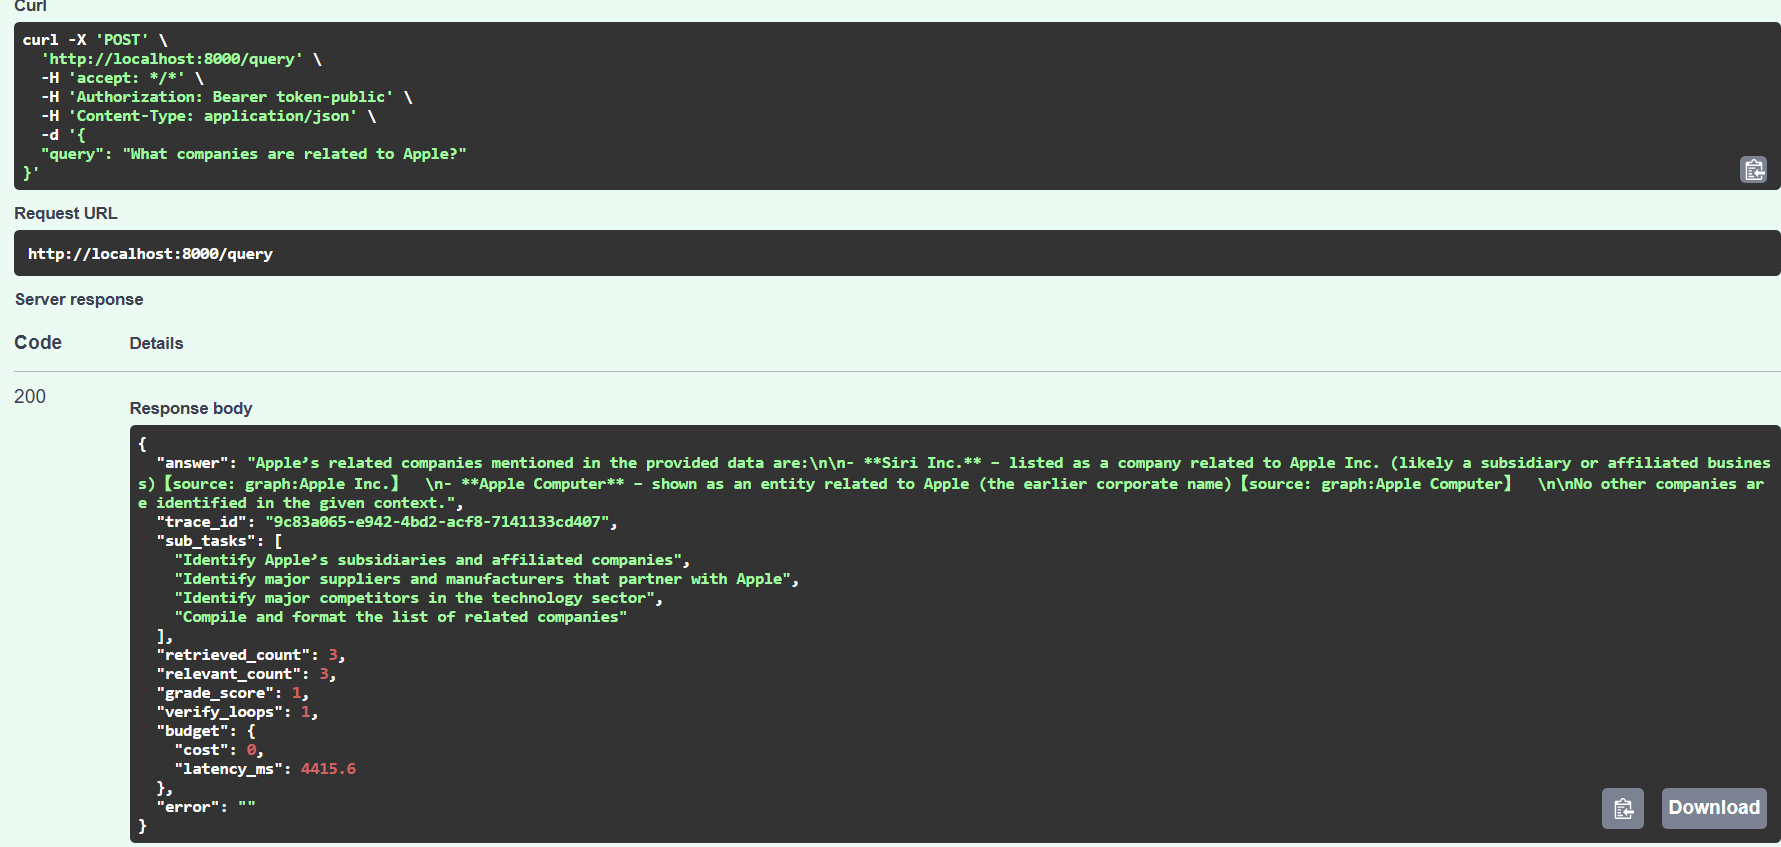 Curl
curl -X 'POST' \
  'http://localhost:8000/query' \
  -H 'accept: */*' \
  -H 'Authorization: Bearer token-public' \
  -H 'Content-Type: application/json' \
  -d '{
  "query": "What companies are related to Apple?"
}'
Request URL
http://localhost:8000/query
Server response
Code Details
200
Response body
{
  "answer": "Apple’s related companies mentioned in the provided data are:\n\n- **Siri Inc.** – listed as a company related to Apple Inc. (likely a subsidiary or affiliated busines
s)【source: graph:Apple Inc.】  \n- **Apple Computer** – shown as an entity related to Apple (the earlier corporate name)【source: graph:Apple Computer】  \n\nNo other companies ar
e identified in the given context.",
  "trace_id": "9c83a065-e942-4bd2-acf8-7141133cd407",
  "sub_tasks": [
    "Identify Apple’s subsidiaries and affiliated companies",
    "Identify major suppliers and manufacturers that partner with Apple",
    "Identify major competitors in the technology sector",
    "Compile and format the list of related companies"
  ],
  "retrieved_count": 3,
  "relevant_count": 3,
  "grade_score": 1,
  "verify_loops": 1,
  "budget": {
    "cost": 0,
    "latency_ms": 4415.6
  },
  "error": ""
}
Download